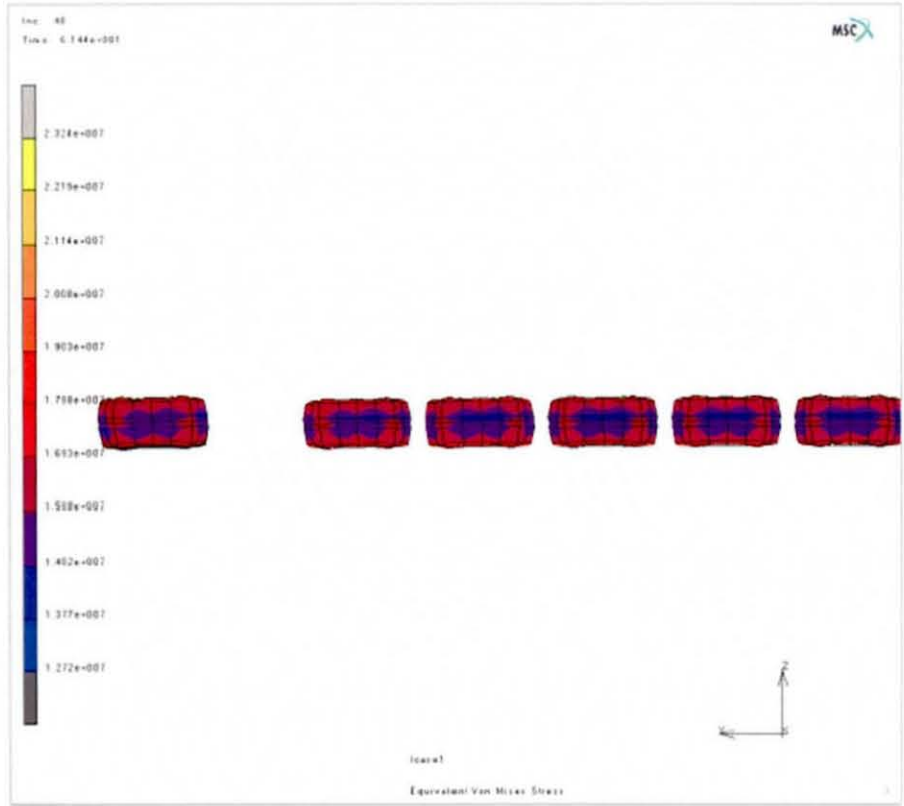 Inc: 40
Time: 6.144e+001
MSC
2.324e+007
2.219e+007
2.114e+007
2.008e+007
1.903e+007
1.798e+007
1.693e+007
1.588e+007
1.482e+007
1.377e+007
1.272e+007
Z
lcase1
Equivalent Von Mises Stress